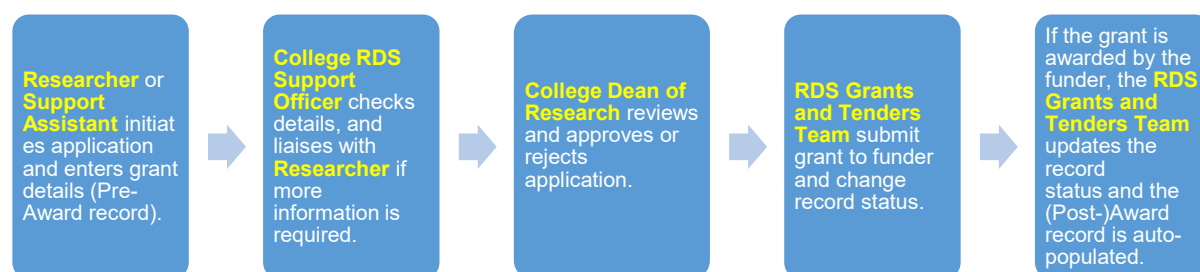 Researcher or
Support
Assistant initiat
es application
and enters grant
details (Pre-
Award record).
College RDS
Support
Officer checks
details, and
liaises with
Researcher if
more
information is
required.
College Dean of
Research reviews
and approves or
rejects
application.
RDS Grants
and Tenders
Team submit
grant to funder
and change
record status.
If the grant is
awarded by the
funder, the RDS
Grants and
Tenders Team
updates the
record
status and the
(Post-)Award
record is auto-
populated.